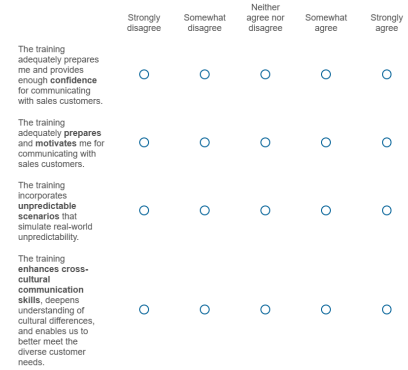 Strongly disagree
Somewhat disagree
Neither agree nor disagree
Somewhat agree
Strongly agree
The training
adequately prepares
me and provides
enough confidence
for communicating
with sales customers.
The training
adequately prepares
and motivates me for
communicating with
sales customers.
The training
incorporates
unpredictable
scenarios that
simulate real-world
unpredictability.
The training
enhances cross-
cultural
communication
skills, deepens
understanding of
cultural differences,
and enables us to
better meet the
diverse customer
needs.